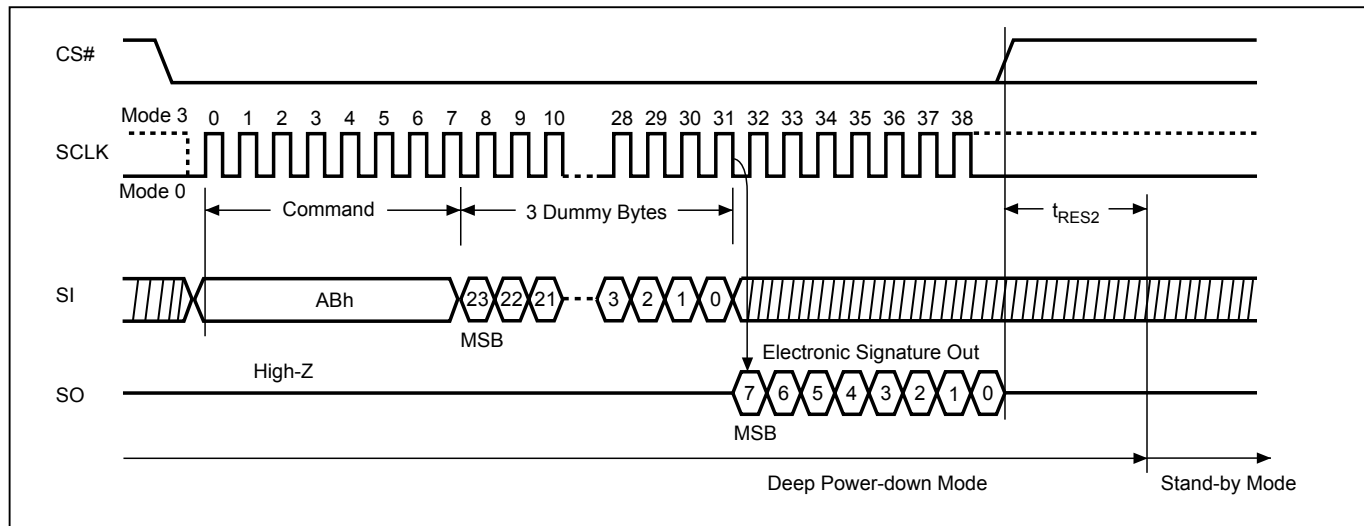 CS#
Mode 3
0 1 2 3 4 5 6 7 8 9 10 28 29 30 31 32 33 34 35 36 37 38
SCLK
Mode 0
Command
3 Dummy Bytes
tRES2
SI
ABh
23 22 21 3 2 1 0
MSB
Electronic Signature Out
High-Z
SO
7 6 5 4 3 2 1 0
MSB
Deep Power-down Mode
Stand-by Mode